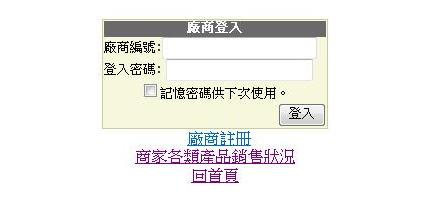 廠商登入
廠商編號:
登入密碼:
記憶密碼供下次使用。
登入
廠商註冊
商家各類產品銷售狀況
回首頁